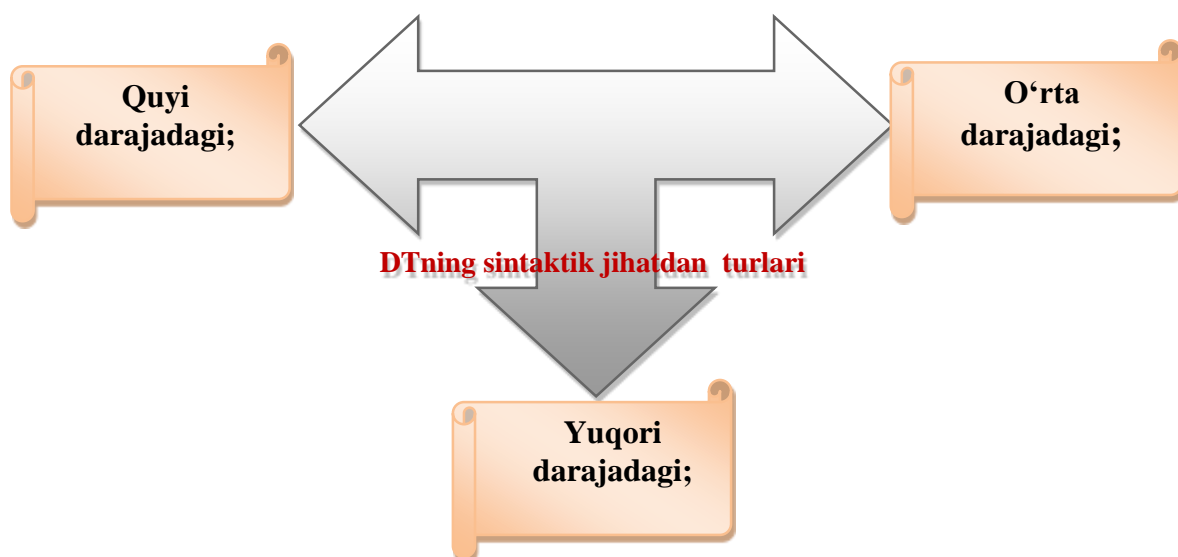 Quyi
darajadagi;
O‘rta
darajadagi;
DTning sintaktik jihatdan turlari
Yuqori
darajadagi;